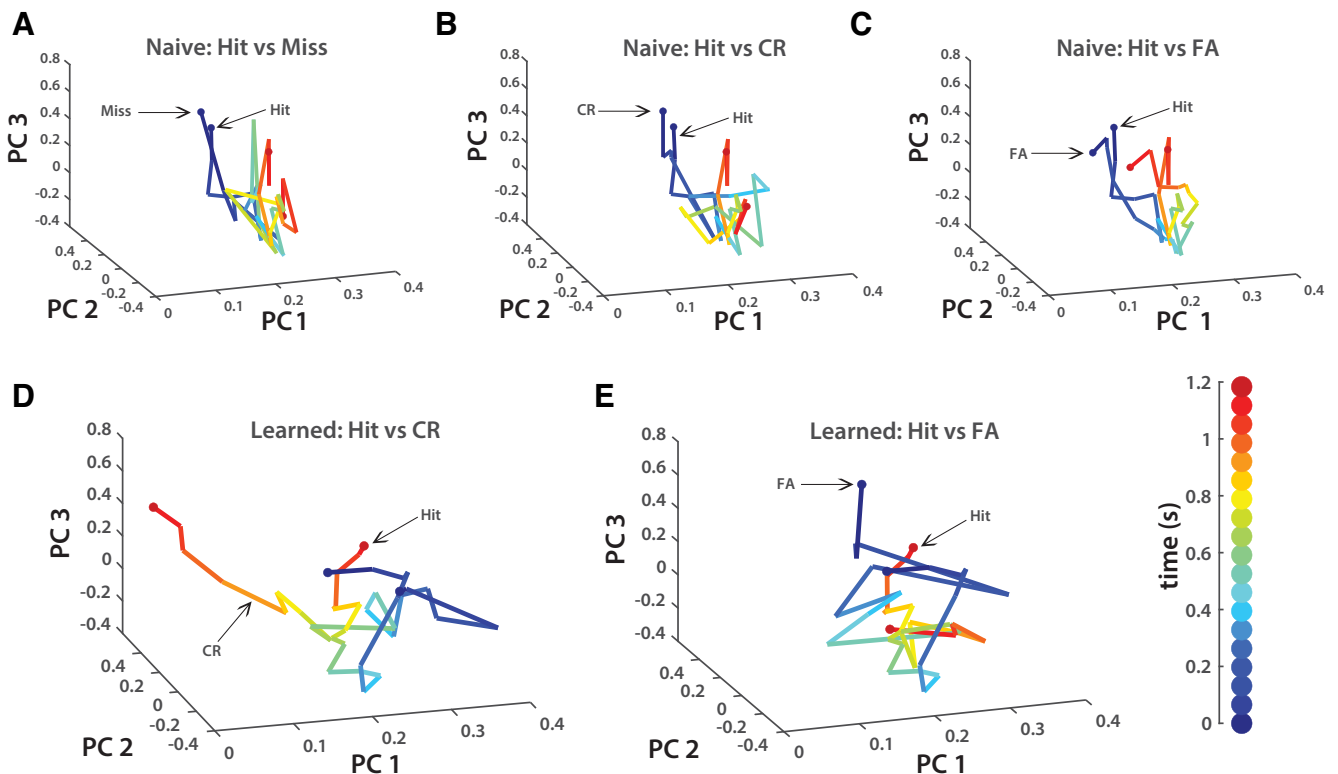 A
Naive: Hit vs Miss
0.8
0.6
0.4
0.2
0
-0.2
-0.4
PC 3
Miss
Hit
0.4
0.2
0
-0.2
-0.4
PC 2
0
0.1
0.2
0.3
0.4
PC 1
B
Naive: Hit vs CR
0.8
0.6
0.4
0.2
0
-0.2
-0.4
PC 3
CR
Hit
0.4
0.2
0
-0.2
-0.4
PC 2
0
0.1
0.2
0.3
0.4
PC 1
C
Naive: Hit vs FA
0.8
0.6
0.4
0.2
0
-0.2
-0.4
PC 3
Hit
FA
0.4
0.2
0
-0.2
-0.4
PC 2
0
0.1
0.2
0.3
0.4
PC 1
D
Learned: Hit vs CR
0.8
0.6
0.4
0.2
0
-0.2
-0.4
PC 3
Hit
CR
0.4
0.2
0
-0.2
-0.4
PC 2
0
0.1
0.2
0.3
0.4
PC 1
E
Learned: Hit vs FA
0.8
0.6
0.4
0.2
0
-0.2
-0.4
PC 3
FA
Hit
0.4
0.2
0
-0.2
-0.4
PC 2
0
0.1
0.2
0.3
0.4
PC 1
1.2
1
0.8
0.6
0.4
0.2
0
time (s)